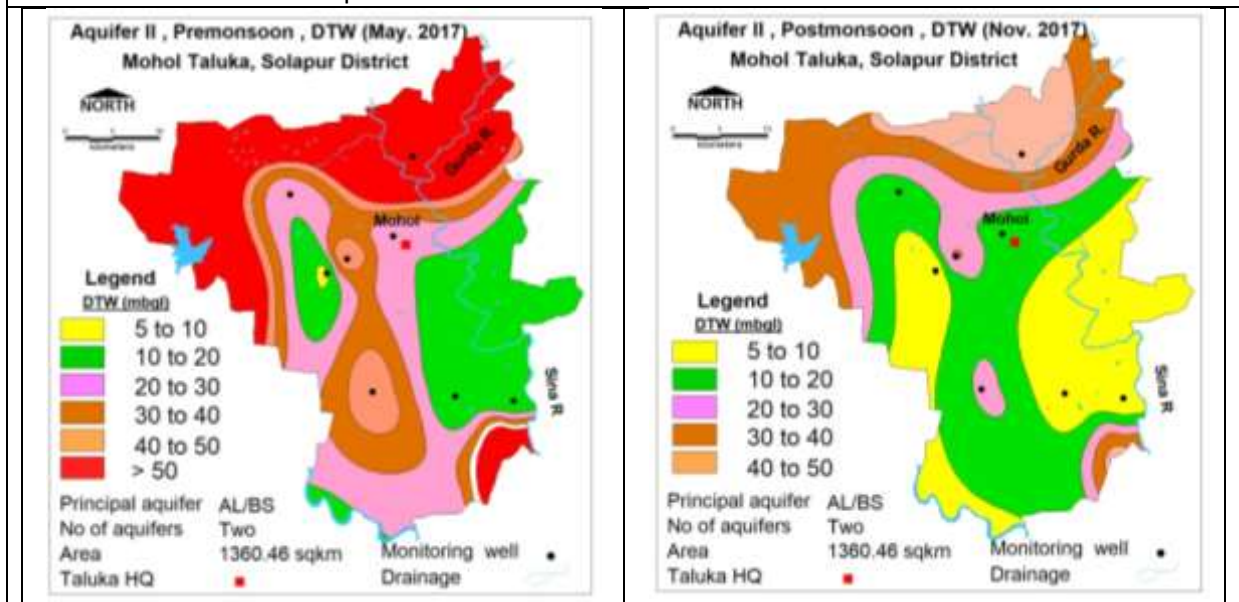 Aquifer II , Premonsoon , DTW (May. 2017)
Mohol Taluka, Solapur District
NORTH
kilometers
Gurda R.
Mohol
Sina R
Legend
DTW (mbgl)
5 to 10
10 to 20
20 to 30
30 to 40
40 to 50
> 50
Principal aquifer AL/BS
No of aquifers Two
Area 1360.46 sqkm
Taluka HQ
Monitoring well
Drainage
Aquifer II , Postmonsoon , DTW (Nov. 2017)
Mohol Taluka, Solapur District
NORTH
kilometers
Gurda R.
Mohol
Sina R
Legend
DTW (mbgl)
5 to 10
10 to 20
20 to 30
30 to 40
40 to 50
Principal aquifer AL/BS
No of aquifers Two
Area 1360.46 sqkm
Taluka HQ
Monitoring well
Drainage